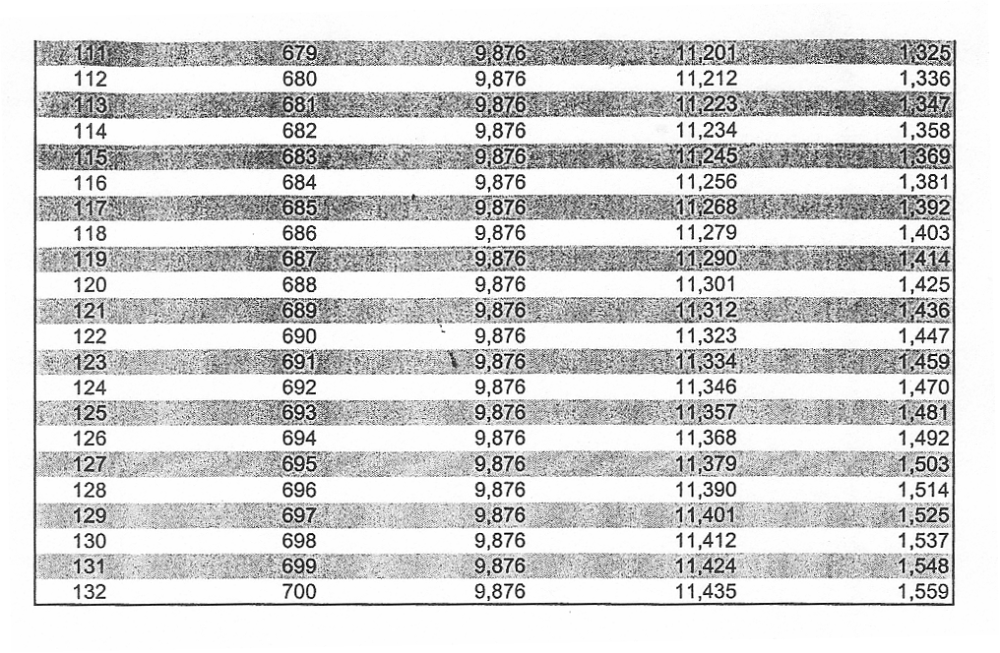 111 679 9,876 11,201 1,325
112 680 9,876 11,212 1,336
113 681 9,876 11,223 1,347
114 682 9,876 11,234 1,358
115 683 9,876 11,245 1,369
116 684 9,876 11,256 1,381
117 685 9,876 11,268 1,392
118 686 9,876 11,279 1,403
119 687 9,876 11,290 1,414
120 688 9,876 11,301 1,425
121 689 9,876 11,312 1,436
122 690 9,876 11,323 1,447
123 691 9,876 11,334 1,459
124 692 9,876 11,346 1,470
125 693 9,876 11,357 1,481
126 694 9,876 11,368 1,492
127 695 9,876 11,379 1,503
128 696 9,876 11,390 1,514
129 697 9,876 11,401 1,525
130 698 9,876 11,412 1,537
131 699 9,876 11,424 1,548
132 700 9,876 11,435 1,559